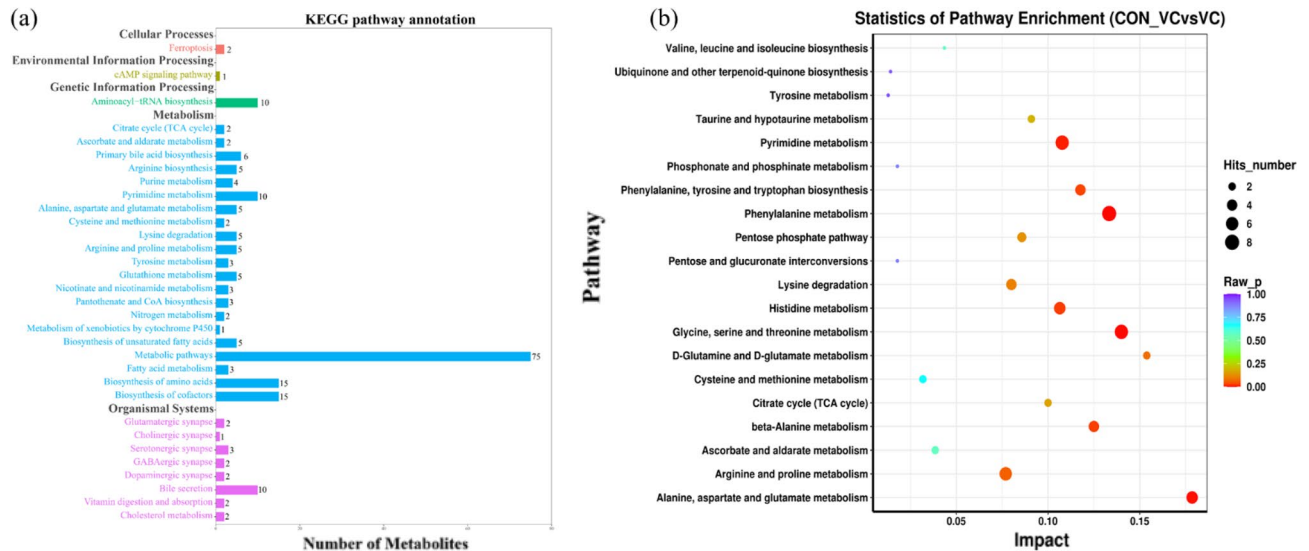 (a)
KEGG pathway annotation
Cellular Processes
Ferroptosis 2
Environmental Information Processing
cAMP signaling pathway 1
Genetic Information Processing
Aminoacyl−tRNA biosynthesis 10
Metabolism
Citrate cycle (TCA cycle) 2
Ascorbate and aldarate metabolism 2
Primary bile acid biosynthesis 6
Arginine biosynthesis 5
Purine metabolism 4
Pyrimidine metabolism 10
Alanine, aspartate and glutamate metabolism 5
Cysteine and methionine metabolism 2
Lysine degradation 5
Arginine and proline metabolism 5
Tyrosine metabolism 3
Glutathione metabolism 5
Nicotinate and nicotinamide metabolism 3
Pantothenate and CoA biosynthesis 3
Nitrogen metabolism 2
Metabolism of xenobiotics by cytochrome P450 1
Biosynthesis of unsaturated fatty acids 5
Metabolic pathways 75
Fatty acid metabolism 3
Biosynthesis of amino acids 15
Biosynthesis of cofactors 15
Organismal Systems
Glutamatergic synapse 2
Cholinergic synapse 1
Serotonergic synapse 3
GABAergic synapse 2
Dopaminergic synapse 2
Bile secretion 10
Vitamin digestion and absorption 2
Cholesterol metabolism 2
0 20 40 60 80
Number of Metabolites
(b)
Statistics of Pathway Enrichment (CON_VCvsVC)
Pathway
Valine, leucine and isoleucine biosynthesis
Ubiquinone and other terpenoid-quinone biosynthesis
Tyrosine metabolism
Taurine and hypotaurine metabolism
Pyrimidine metabolism
Phosphonate and phosphinate metabolism
Phenylalanine, tyrosine and tryptophan biosynthesis
Phenylalanine metabolism
Pentose phosphate pathway
Pentose and glucuronate interconversions
Lysine degradation
Histidine metabolism
Glycine, serine and threonine metabolism
D-Glutamine and D-glutamate metabolism
Cysteine and methionine metabolism
Citrate cycle (TCA cycle)
beta-Alanine metabolism
Ascorbate and aldarate metabolism
Arginine and proline metabolism
Alanine, aspartate and glutamate metabolism
0.05 0.10 0.15
Impact
Hits_number
2
4
6
8
Raw_p
1.00
0.75
0.50
0.25
0.00